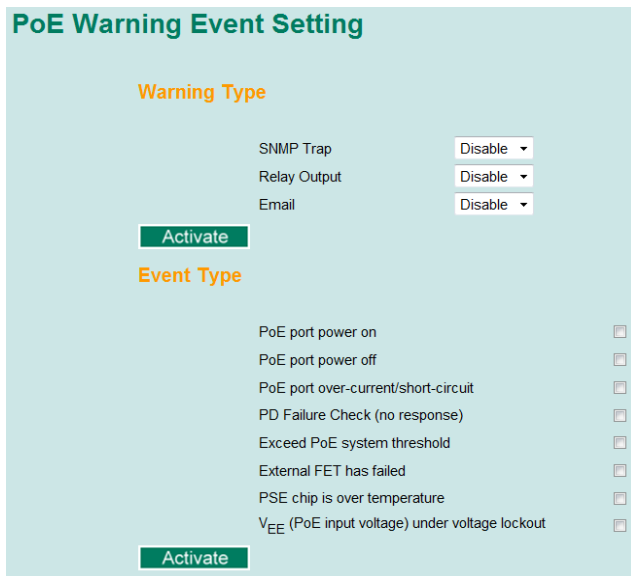 PoE Warning Event Setting
Warning Type
SNMP Trap Disable
Relay Output Disable
Email Disable
Activate
Event Type
PoE port power on
PoE port power off
PoE port over-current/short-circuit
PD Failure Check (no response)
Exceed PoE system threshold
External FET has failed
PSE chip is over temperature
VEE (PoE input voltage) under voltage lockout
Activate